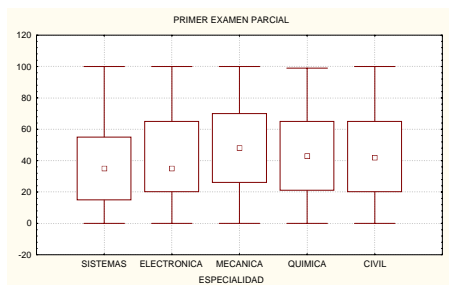 PRIMER EXAMEN PARCIAL
120
100
80
60
40
20
0
-20
SISTEMAS ELECTRONICA MECANICA QUIMICA CIVIL
ESPECIALIDAD